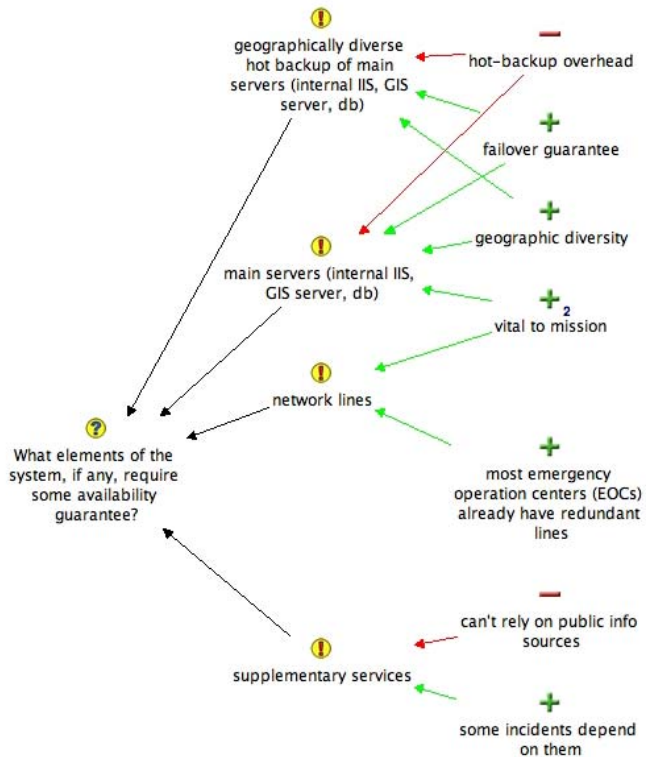 geographically diverse
hot backup of main
servers (internal IIS, GIS
server, db)
hot-backup overhead
failover guarantee
geographic diversity
main servers (internal IIS,
GIS server, db)
2
vital to mission
network lines
What elements of the
system, if any, require
some availability
guarantee?
most emergency
operation centers (EOCs)
already have redundant
lines
can't rely on public info
sources
supplementary services
some incidents depend
on them